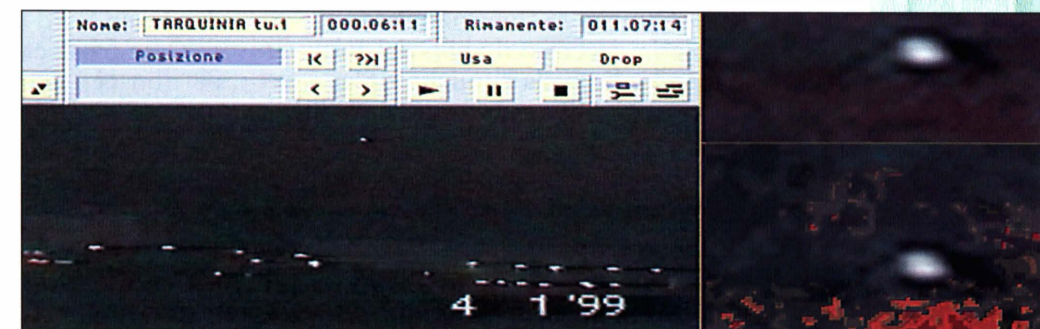 Nome: TARQUINIA tu.1 000.06:11 Rimanente: 011.07:14
Posizione |< ?>| Usa Drop
< >
4 1 '99